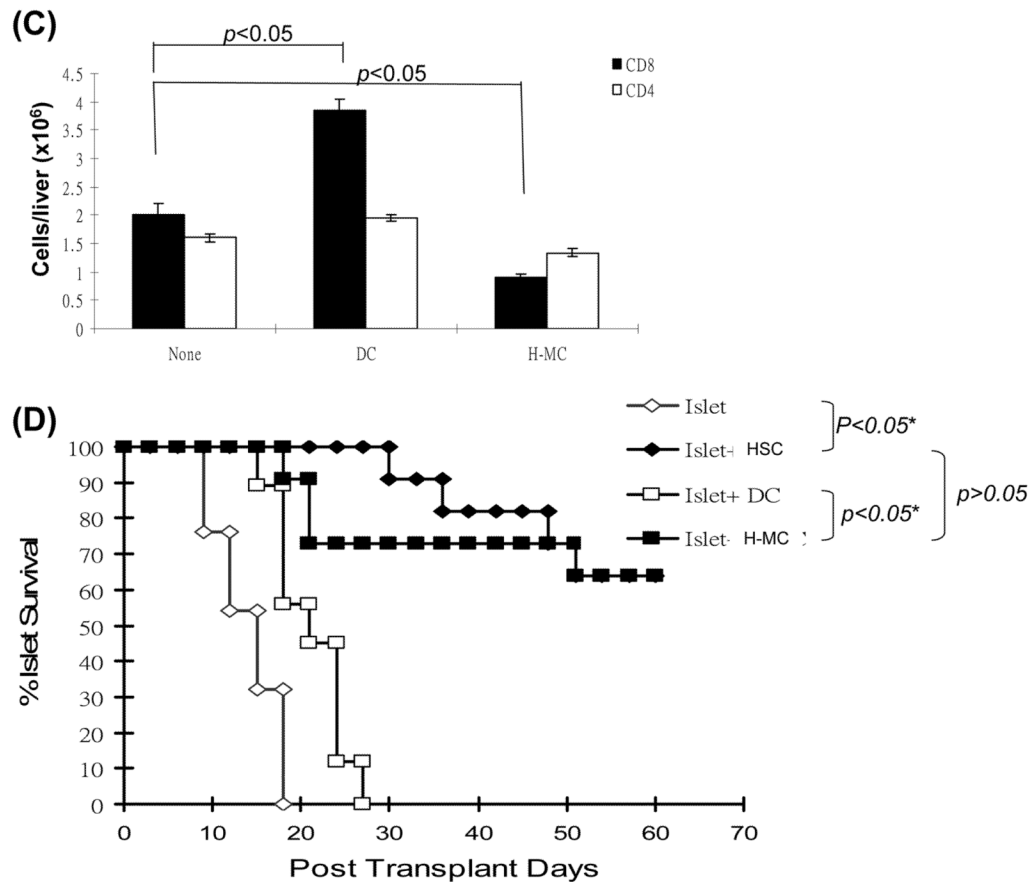 (C)
p<0.05
p<0.05
CD8
CD4
4.5
4
3.5
3
2.5
2
1.5
1
0.5
0
Cells/liver (x10⁶)
None DC H-MC
(D)
Islet
Islet+ HSC
Islet+ DC
Islet- H-MC
P<0.05*
p<0.05*
p>0.05
100
90
80
70
60
50
40
30
20
10
0
% Islet Survival
0 10 20 30 40 50 60 70
Post Transplant Days